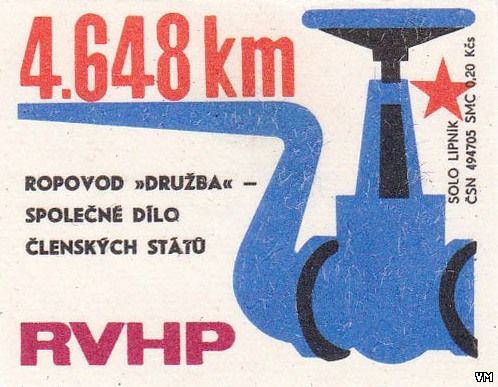 4.648 km
ROPOVOD »DRUŽBA« –
SPOLEČNÉ DÍLO
ČLENSKÝCH STÁTŮ
RVHP
SOLO LIPNÍK
ČSN 494705 SMC 0,20 Kčs
VM